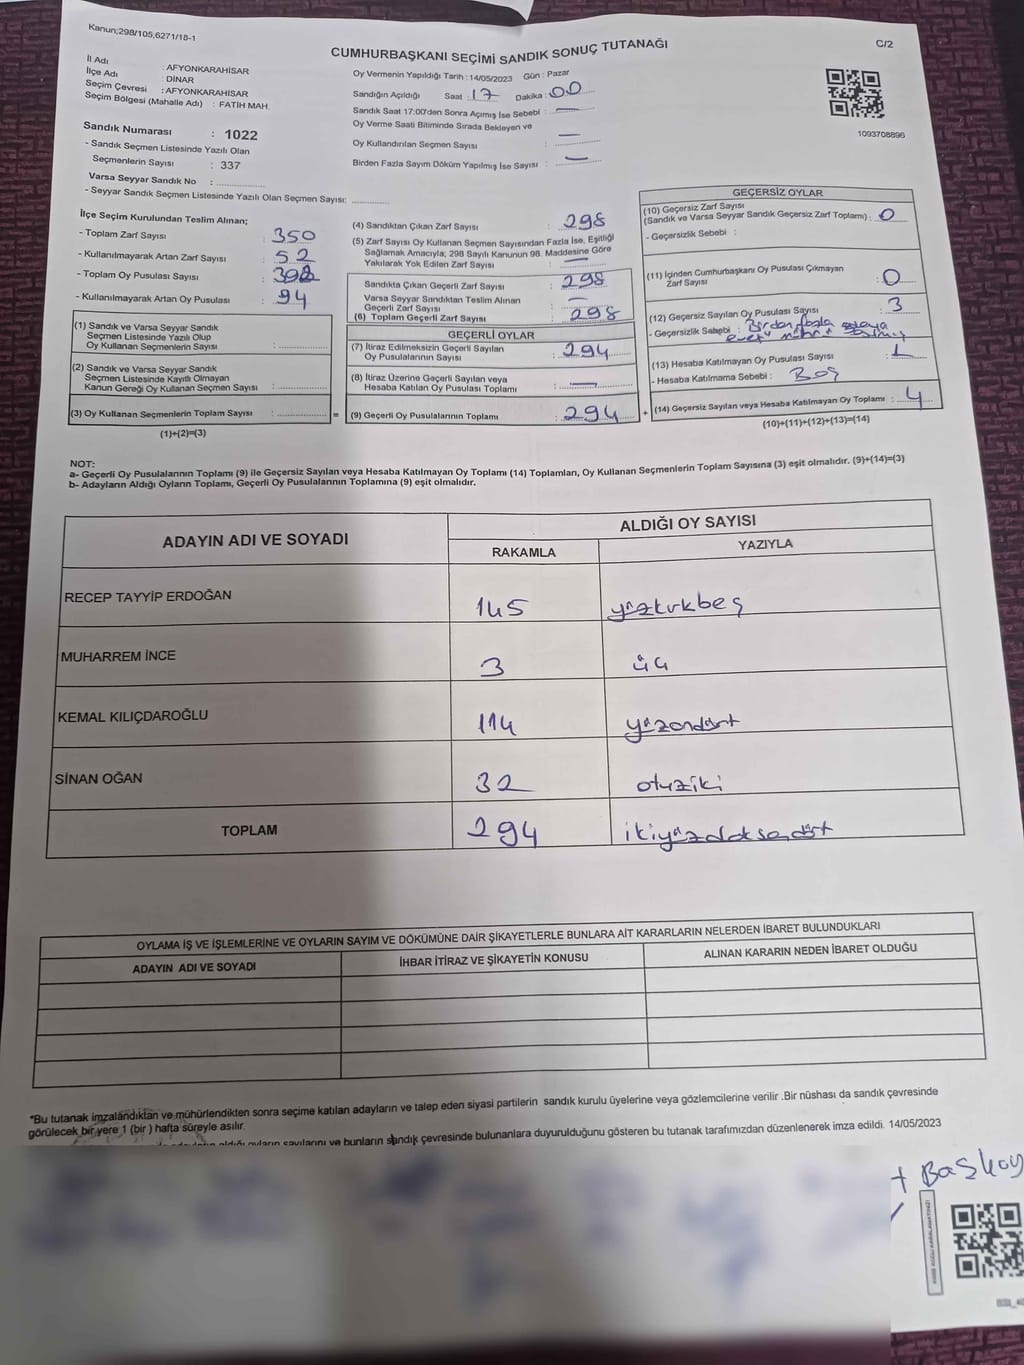 Kanun;298/105,6271/18-1
CUMHURBAŞKANI SEÇİMİ SANDIK SONUÇ TUTANAĞI
C/2
İl Adı : AFYONKARAHİSAR
İlçe Adı : DİNAR
Seçim Çevresi : AFYONKARAHİSAR
Seçim Bölgesi (Mahalle Adı) : FATİH MAH.
Sandık Numarası : 1022
- Sandık Seçmen Listesinde Yazılı Olan
Seçmenlerin Sayısı : 337
Varsa Seyyar Sandık No :
- Seyyar Sandık Seçmen Listesinde Yazılı Olan Seçmen Sayısı:
Oy Vermenin Yapıldığı Tarih : 14/05/2023 Gün : Pazar
Sandığın Açıldığı Saat : 17 Dakika : 00
Sandık Saat 17:00'den Sonra Açımış İse Sebebi : —
Oy Verme Saati Bitiminde Sırada Bekleyen ve
Oy Kullandırılan Seçmen Sayısı : —
Birden Fazla Sayım Döküm Yapılmış İse Sayısı : —
1093708896
İlçe Seçim Kurulundan Teslim Alınan;
- Toplam Zarf Sayısı : 350
- Kullanılmayarak Artan Zarf Sayısı : 52
- Toplam Oy Pusulası Sayısı : 392
- Kullanılmayarak Artan Oy Pusulası : 94
(1) Sandık ve Varsa Seyyar Sandık
Seçmen Listesinde Yazılı Olup
Oy Kullanan Seçmenlerin Sayısı :
(2) Sandık ve Varsa Seyyar Sandık
Seçmen Listesinde Kayıtlı Olmayan
Kanun Gereği Oy Kullanan Seçmen Sayısı :
(3) Oy Kullanan Seçmenlerin Toplam Sayısı : =
(1)+(2)=(3)
(4) Sandıktan Çıkan Zarf Sayısı : 298
(5) Zarf Sayısı Oy Kullanan Seçmen Sayısından Fazla İse, Eşitliği
Sağlamak Amacıyla; 298 Sayılı Kanunun 98. Maddesine Göre
Yakılarak Yok Edilen Zarf Sayısı : —
Sandıkta Çıkan Geçerli Zarf Sayısı : 298
Varsa Seyyar Sandıktan Teslim Alınan
Geçerli Zarf Sayısı : —
(6) Toplam Geçerli Zarf Sayısı : 298
GEÇERLİ OYLAR
(7) İtiraz Edilmeksizin Geçerli Sayılan
Oy Pusulalarının Sayısı : 294
(8) İtiraz Üzerine Geçerli Sayılan veya
Hesaba Katılan Oy Pusulası Toplamı : —
(9) Geçerli Oy Pusulalarının Toplamı : 294 +
GEÇERSİZ OYLAR
(10) Geçersiz Zarf Sayısı
(Sandık ve Varsa Seyyar Sandık Geçersiz Zarf Toplamı) : 0
- Geçersizlik Sebebi :
(11) İçinden Cumhurbaşkanı Oy Pusulası Çıkmayan
Zarf Sayısı : 0
(12) Geçersiz Sayılan Oy Pusulası Sayısı : 3
- Geçersizlik Sebebi : Birden fazla
(13) Hesaba Katılmayan Oy Pusulası Sayısı : 1
- Hesaba Katılmama Sebebi : Boş
(14) Geçersiz Sayılan veya Hesaba Katılmayan Oy Toplamı : 4
(10)+(11)+(12)+(13)=(14)
NOT:
a- Geçerli Oy Pusulalarının Toplamı (9) ile Geçersiz Sayılan veya Hesaba Katılmayan Oy Toplamı (14) Toplamları, Oy Kullanan Seçmenlerin Toplam Sayısına (3) eşit olmalıdır. (9)+(14)=(3)
b- Adayların Aldığı Oyların Toplamı, Geçerli Oy Pusulalarının Toplamına (9) eşit olmalıdır.
ADAYIN ADI VE SOYADI
ALDIĞI OY SAYISI
RAKAMLA YAZIYLA
RECEP TAYYİP ERDOĞAN 145 yüzkırkbeş
MUHARREM İNCE 3 üç
KEMAL KILIÇDAROĞLU 114 yüzondört
SİNAN OĞAN 32 otuziki
TOPLAM 294 ikiyüzdoksandört
OYLAMA İŞ VE İŞLEMLERİNE VE OYLARIN SAYIM VE DÖKÜMÜNE DAİR ŞİKAYETLERLE BUNLARA AİT KARARLARIN NELERDEN İBARET BULUNDUKLARI
ADAYIN ADI VE SOYADI
İHBAR İTİRAZ VE ŞİKAYETİN KONUSU
ALINAN KARARIN NEDEN İBARET OLDUĞU
*Bu tutanak imzalandıktan ve mühürlendikten sonra seçime katılan adayların ve talep eden siyasi partilerin sandık kurulu üyelerine veya gözlemcilerine verilir .Bir nüshası da sandık çevresinde
görülecek bir yere 1 (bir ) hafta süreyle asılır.
aldığı oyların sayılarını ve bunların sandık çevresinde bulunanlara duyurulduğunu gösteren bu tutanak tarafımızdan düzenlenerek imza edildi. 14/05/2023
+ Başkoy